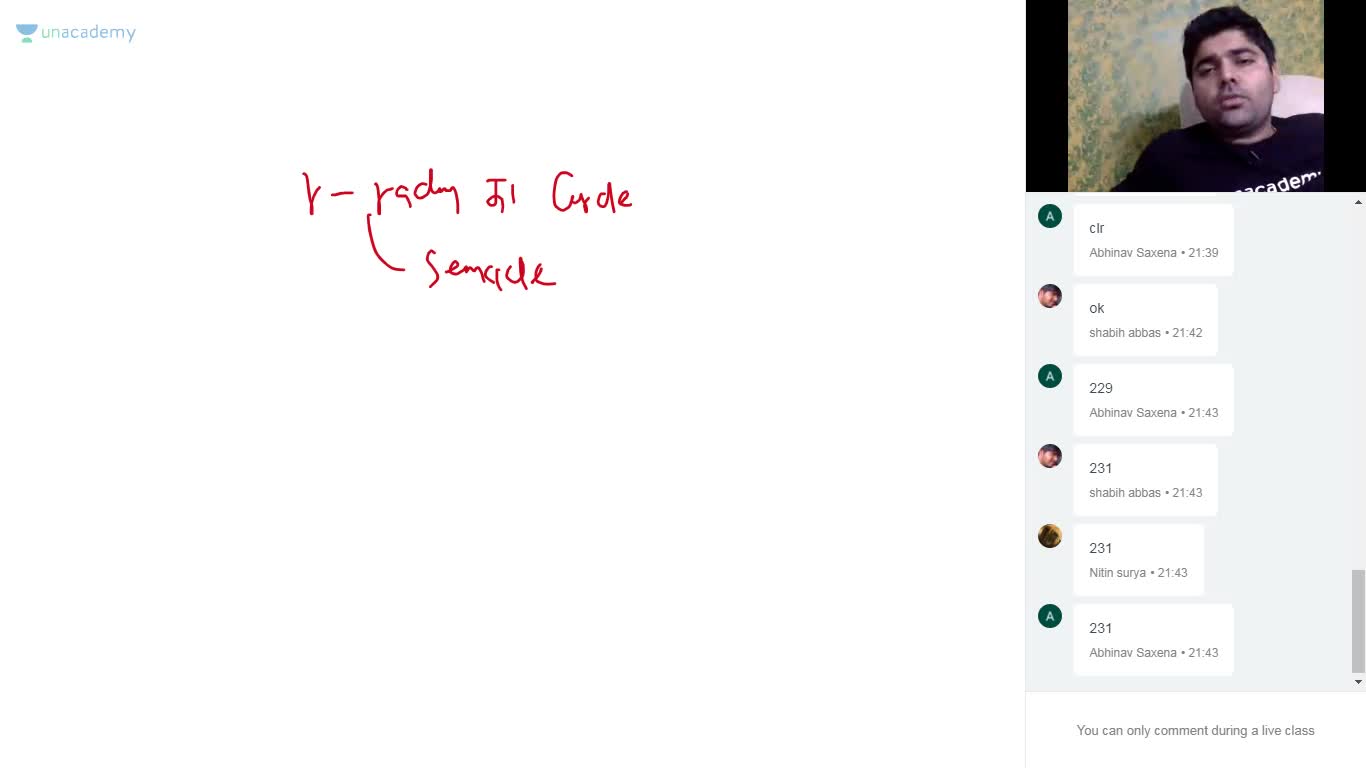 unacademy
r - radius का Circle
Semicircle
academy
clr
Abhinav Saxena • 21:39
ok
shabih abbas • 21:42
A
229
Abhinav Saxena • 21:43
231
shabih abbas • 21:43
231
Nitin surya • 21:43
A
231
Abhinav Saxena • 21:43
You can only comment during a live class